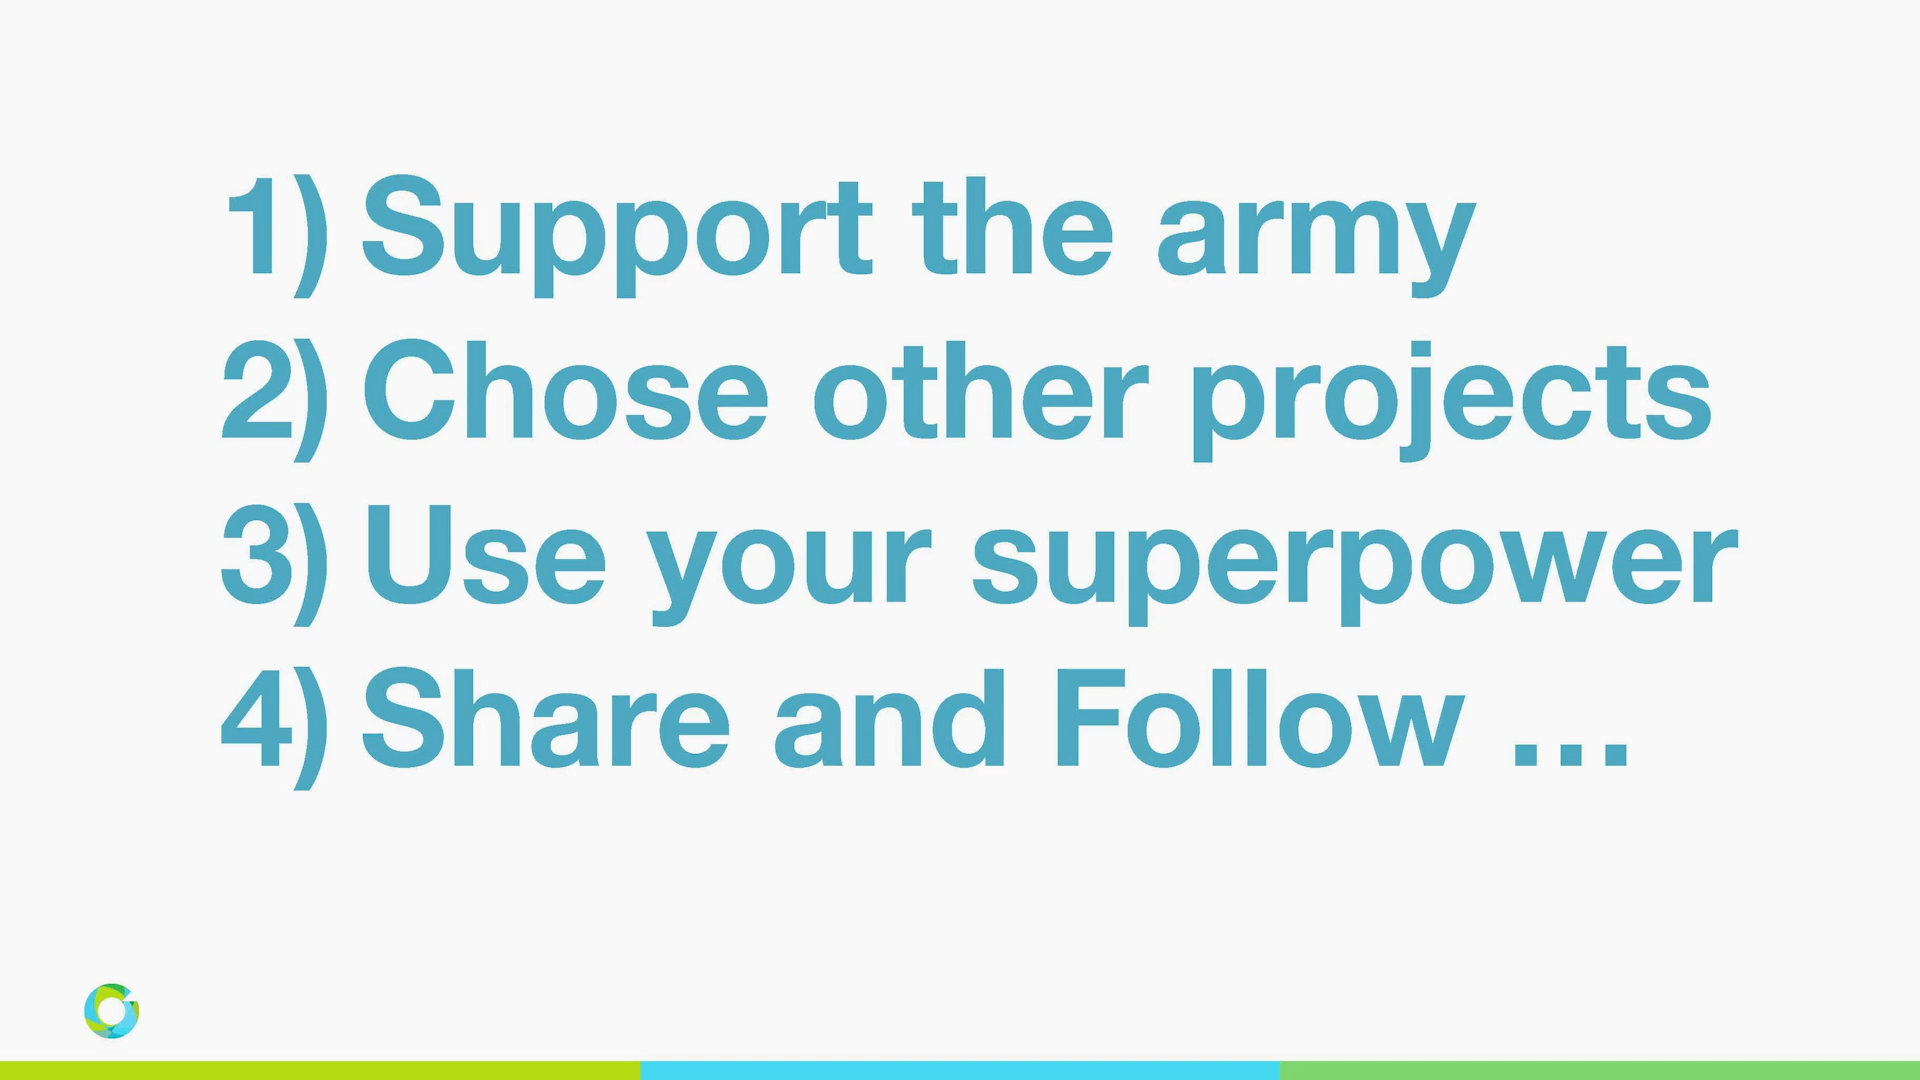 1) Support the army
2) Chose other projects
3) Use your superpower
4) Share and Follow ...